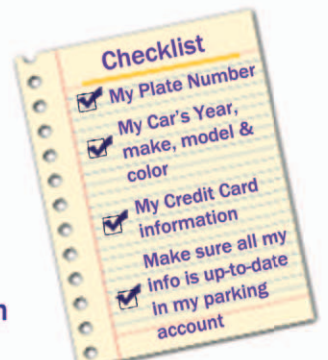 Checklist
My Plate Number
My Car's Year,
make, model &
color
My Credit Card
information
Make sure all my
info is up-to-date
in my parking
account